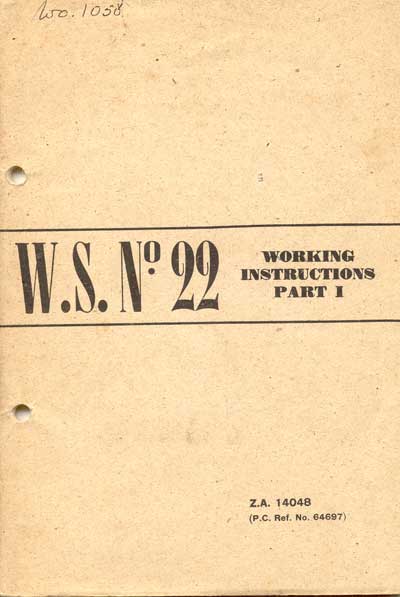 Wo. 1058
W.S. Nº 22
WORKING
INSTRUCTIONS
PART I
Z.A. 14048
(P.C. Ref. No. 64697)